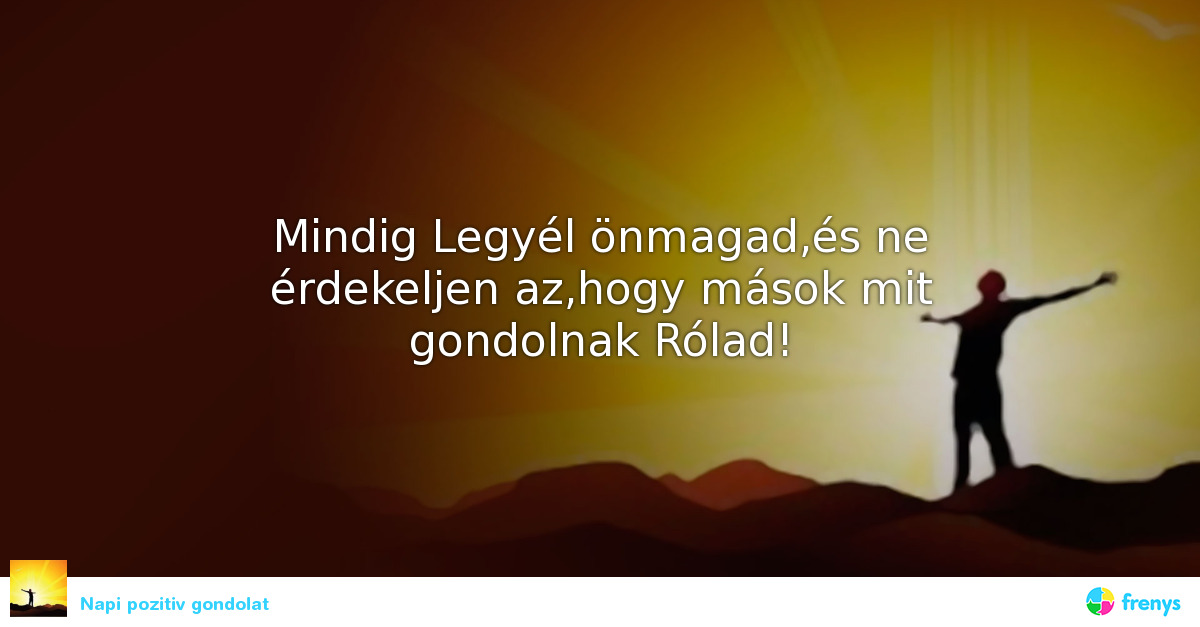 Mindig Legyél önmagad,és ne
érdekeljen az,hogy mások mit
gondolnak Rólad!
Napi pozitiv gondolat
frenys